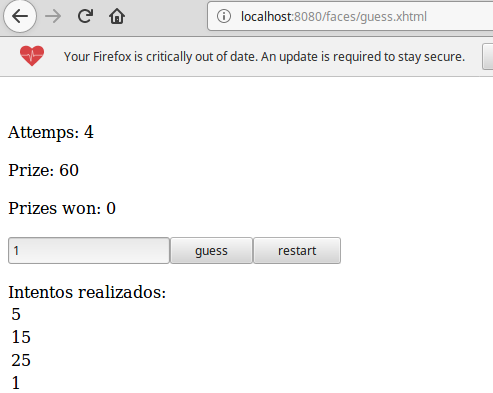 localhost:8080/faces/guess.xhtml
Your Firefox is critically out of date. An update is required to stay secure.
Attemps: 4
Prize: 60
Prizes won: 0
1 guess restart
Intentos realizados:
5
15
25
1